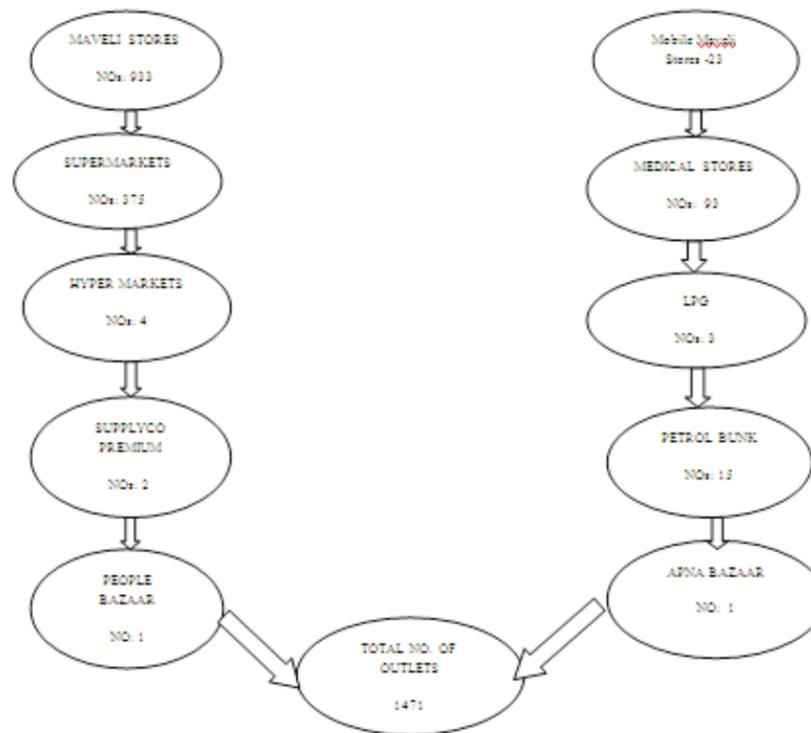 MAVELI STORES
NOs: 933
SUPERMARKETS
NOs: 375
HYPER MARKETS
NOs: 4
SUPPLYCO
PREMIUM
NOs: 2
PEOPLE
BAZAAR
NO: 1
Mobile Maveli
Stores -23
MEDICAL STORES
NOs: 93
LPG
NOs: 3
PETROL BUNK
NOs: 15
APNA BAZAAR
NO: 1
TOTAL NO. OF
OUTLETS
1471